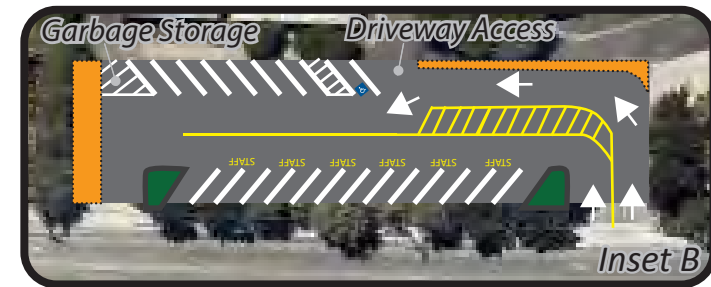 Garbage Storage
Driveway Access
STAFF STAFF STAFF STAFF STAFF STAFF
Inset B